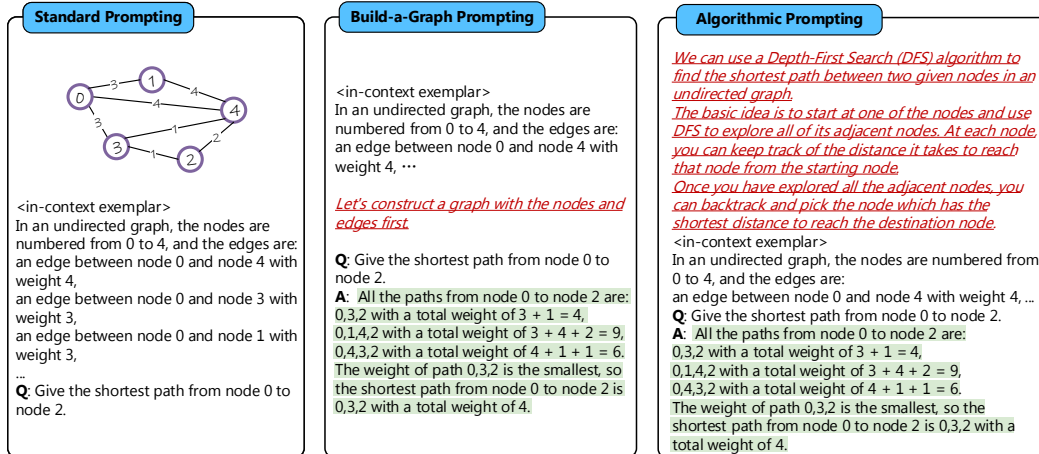 Standard Prompting
0
3
1
4
4
4
3
1
3
1
2
2
<in-context exemplar>
In an undirected graph, the nodes are
numbered from 0 to 4, and the edges are:
an edge between node 0 and node 4 with
weight 4,
an edge between node 0 and node 3 with
weight 3,
an edge between node 0 and node 1 with
weight 3,
...
Q: Give the shortest path from node 0 to
node 2.
Build-a-Graph Prompting
<in-context exemplar>
In an undirected graph, the nodes are
numbered from 0 to 4, and the edges are:
an edge between node 0 and node 4 with
weight 4, ⋯
Let's construct a graph with the nodes and
edges first.
Q: Give the shortest path from node 0 to
node 2.
A: All the paths from node 0 to node 2 are:
0,3,2 with a total weight of 3 + 1 = 4,
0,1,4,2 with a total weight of 3 + 4 + 2 = 9,
0,4,3,2 with a total weight of 4 + 1 + 1 = 6.
The weight of path 0,3,2 is the smallest, so
the shortest path from node 0 to node 2 is
0,3,2 with a total weight of 4.
Algorithmic Prompting
We can use a Depth-First Search (DFS) algorithm to
find the shortest path between two given nodes in an
undirected graph.
The basic idea is to start at one of the nodes and use
DFS to explore all of its adjacent nodes. At each node,
you can keep track of the distance it takes to reach
that node from the starting node.
Once you have explored all the adjacent nodes, you
can backtrack and pick the node which has the
shortest distance to reach the destination node.
<in-context exemplar>
In an undirected graph, the nodes are numbered from
0 to 4, and the edges are:
an edge between node 0 and node 4 with weight 4, ...
Q: Give the shortest path from node 0 to node 2.
A: All the paths from node 0 to node 2 are:
0,3,2 with a total weight of 3 + 1 = 4,
0,1,4,2 with a total weight of 3 + 4 + 2 = 9,
0,4,3,2 with a total weight of 4 + 1 + 1 = 6.
The weight of path 0,3,2 is the smallest, so the
shortest path from node 0 to node 2 is 0,3,2 with a
total weight of 4.